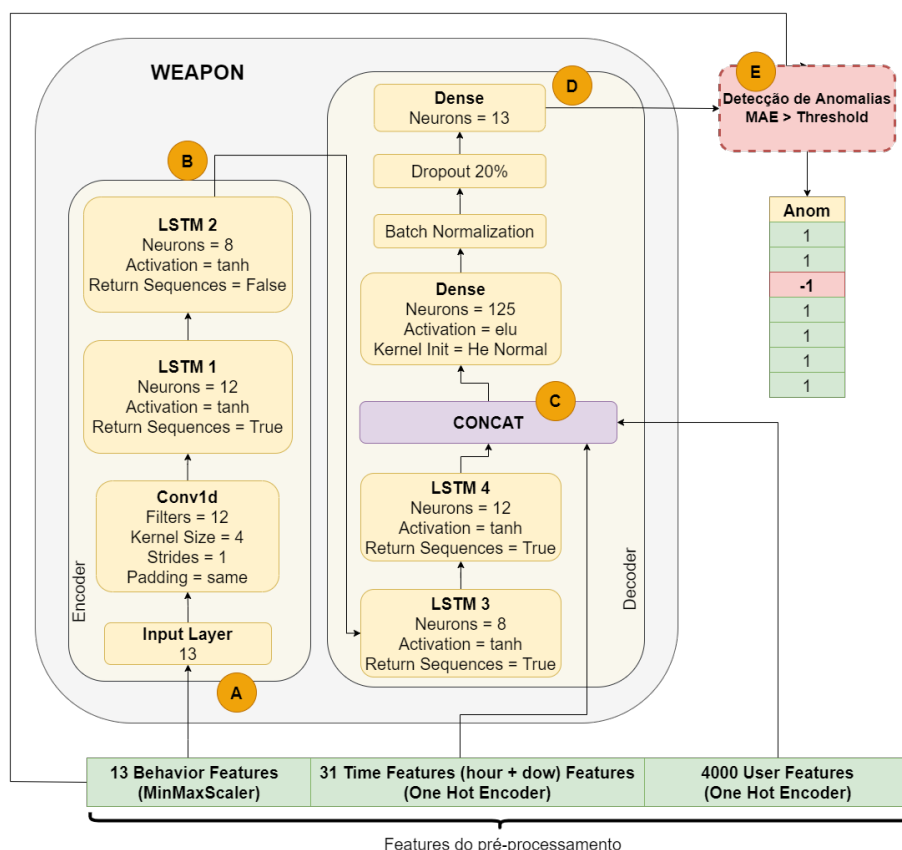 WEAPON
A
B
C
D
E
Encoder
Input Layer
13
Conv1d
Filters = 12
Kernel Size = 4
Strides = 1
Padding = same
LSTM 1
Neurons = 12
Activation = tanh
Return Sequences = True
LSTM 2
Neurons = 8
Activation = tanh
Return Sequences = False
Decoder
Dense
Neurons = 13
Dropout 20%
Batch Normalization
Dense
Neurons = 125
Activation = elu
Kernel Init = He Normal
CONCAT
LSTM 4
Neurons = 12
Activation = tanh
Return Sequences = True
LSTM 3
Neurons = 8
Activation = tanh
Return Sequences = True
Detecção de Anomalias
MAE > Threshold
Anom
1
1
-1
1
1
1
1
13 Behavior Features
(MinMaxScaler)
31 Time Features (hour + dow) Features
(One Hot Encoder)
4000 User Features
(One Hot Encoder)
Features do pré-processamento